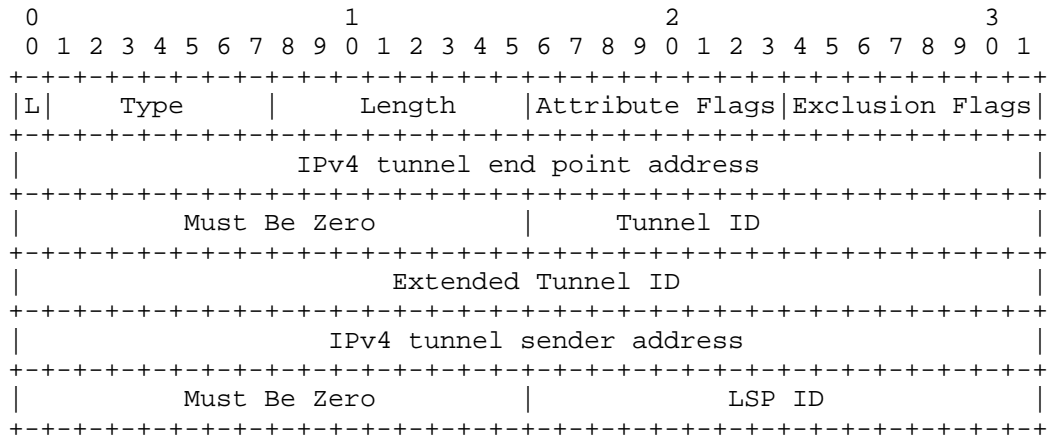 0                   1                   2                   3
 0 1 2 3 4 5 6 7 8 9 0 1 2 3 4 5 6 7 8 9 0 1 2 3 4 5 6 7 8 9 0 1
+-+-+-+-+-+-+-+-+-+-+-+-+-+-+-+-+-+-+-+-+-+-+-+-+-+-+-+-+-+-+-+-+
|L|    Type     |     Length    |Attribute Flags|Exclusion Flags|
+-+-+-+-+-+-+-+-+-+-+-+-+-+-+-+-+-+-+-+-+-+-+-+-+-+-+-+-+-+-+-+-+
|                 IPv4 tunnel end point address                 |
+-+-+-+-+-+-+-+-+-+-+-+-+-+-+-+-+-+-+-+-+-+-+-+-+-+-+-+-+-+-+-+-+
|          Must Be Zero         |     Tunnel ID                 |
+-+-+-+-+-+-+-+-+-+-+-+-+-+-+-+-+-+-+-+-+-+-+-+-+-+-+-+-+-+-+-+-+
|                       Extended Tunnel ID                      |
+-+-+-+-+-+-+-+-+-+-+-+-+-+-+-+-+-+-+-+-+-+-+-+-+-+-+-+-+-+-+-+-+
|                   IPv4 tunnel sender address                  |
+-+-+-+-+-+-+-+-+-+-+-+-+-+-+-+-+-+-+-+-+-+-+-+-+-+-+-+-+-+-+-+-+
|          Must Be Zero         |            LSP ID             |
+-+-+-+-+-+-+-+-+-+-+-+-+-+-+-+-+-+-+-+-+-+-+-+-+-+-+-+-+-+-+-+-+